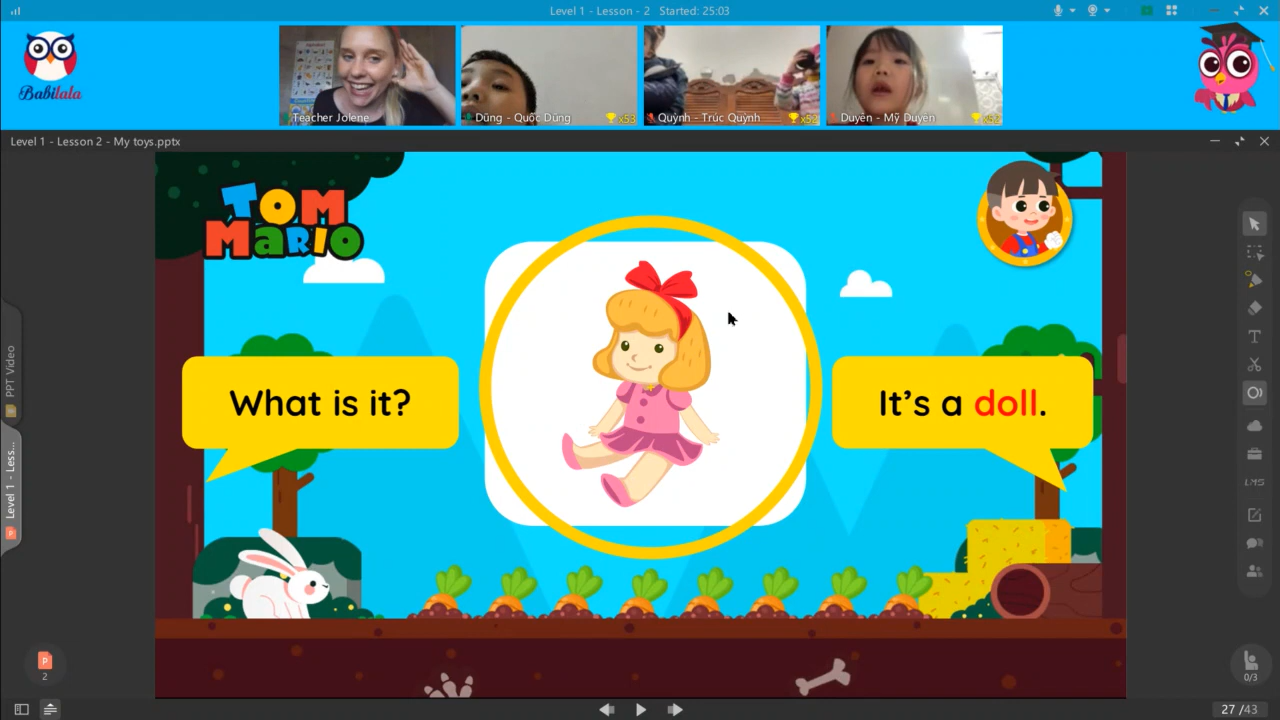 Level 1 - Lesson - 2 Started: 25:03
Babilala
Teacher Jolene
Dũng - Quốc Dũng
x53
Quỳnh - Trúc Quỳnh
Duyên - Mỹ Duyên
Level 1 - Lesson 2 - My toys.pptx
TOM
MARIO
What is it?
It's a doll.
PPT Video
Level 1 - Less...
T
LMS
P
2
0/3
27 /43